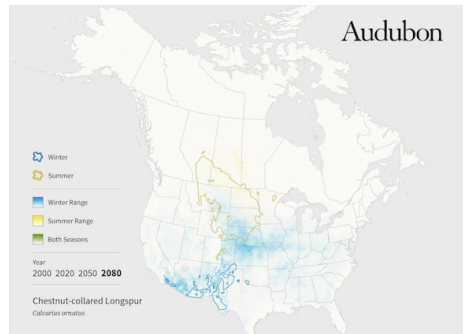 Audubon
Winter
Summer
Winter Range
Summer Range
Both Seasons
Year
2000 2020 2050 2080
Chestnut-collared Longspur
Calcarius ornatus